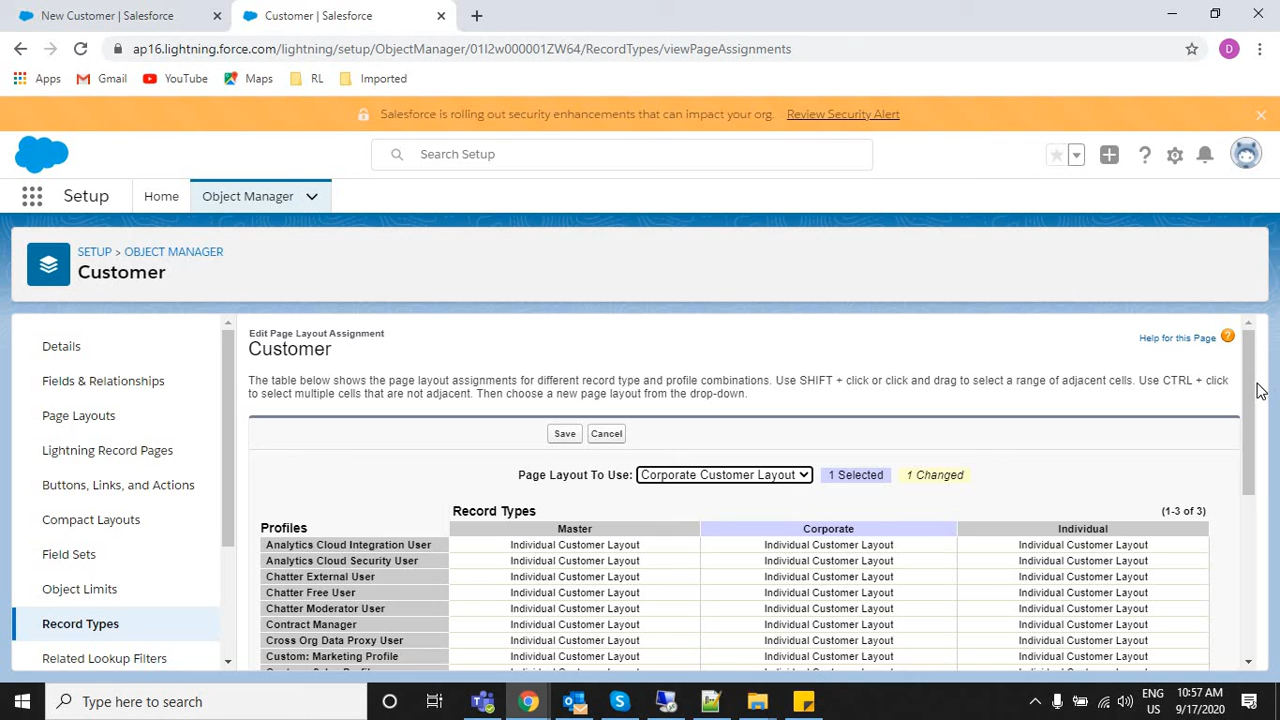 New Customer | Salesforce
Customer | Salesforce
ap16.lightning.force.com/lightning/setup/ObjectManager/01I2w000001ZW64/RecordTypes/viewPageAssignments
D
Apps Gmail YouTube Maps RL Imported
Salesforce is rolling out security enhancements that can impact your org. Review Security Alert
Search Setup
Setup Home Object Manager
SETUP > OBJECT MANAGER
Customer
Details
Fields & Relationships
Page Layouts
Lightning Record Pages
Buttons, Links, and Actions
Compact Layouts
Field Sets
Object Limits
Record Types
Related Lookup Filters
Edit Page Layout Assignment
Customer
Help for this Page ?
The table below shows the page layout assignments for different record type and profile combinations. Use SHIFT + click or click and drag to select a range of adjacent cells. Use CTRL + click
to select multiple cells that are not adjacent. Then choose a new page layout from the drop-down.
Save Cancel
Page Layout To Use: Corporate Customer Layout 1 Selected 1 Changed
Record Types (1-3 of 3)
Profiles Master Corporate Individual
Analytics Cloud Integration User Individual Customer Layout Individual Customer Layout Individual Customer Layout
Analytics Cloud Security User Individual Customer Layout Individual Customer Layout Individual Customer Layout
Chatter External User Individual Customer Layout Individual Customer Layout Individual Customer Layout
Chatter Free User Individual Customer Layout Individual Customer Layout Individual Customer Layout
Chatter Moderator User Individual Customer Layout Individual Customer Layout Individual Customer Layout
Contract Manager Individual Customer Layout Individual Customer Layout Individual Customer Layout
Cross Org Data Proxy User Individual Customer Layout Individual Customer Layout Individual Customer Layout
Custom: Marketing Profile Individual Customer Layout Individual Customer Layout Individual Customer Layout
Type here to search
ENG
US
10:57 AM
9/17/2020